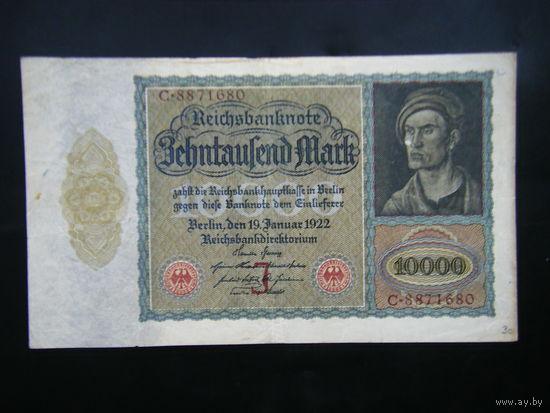 C·8871680
Reichsbanknote
Zehntausend Mark
zahlt die Reichsbankhauptkasse in Berlin
gegen diese Banknote dem Einlieferer
Berlin, den 19. Januar 1922
Reichsbankdirektorium
10000
C·8871680
www.ay.by